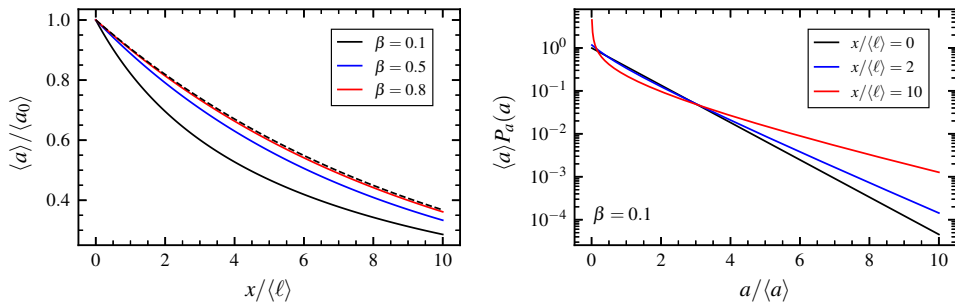 1.0
0.8
0.6
0.4
⟨a⟩/⟨a₀⟩
0 2 4 6 8 10
x/⟨ℓ⟩
β = 0.1
β = 0.5
β = 0.8
10⁰
10⁻¹
10⁻²
10⁻³
10⁻⁴
⟨a⟩Pₐ(a)
0 2 4 6 8 10
a/⟨a⟩
x/⟨ℓ⟩ = 0
x/⟨ℓ⟩ = 2
x/⟨ℓ⟩ = 10
β = 0.1